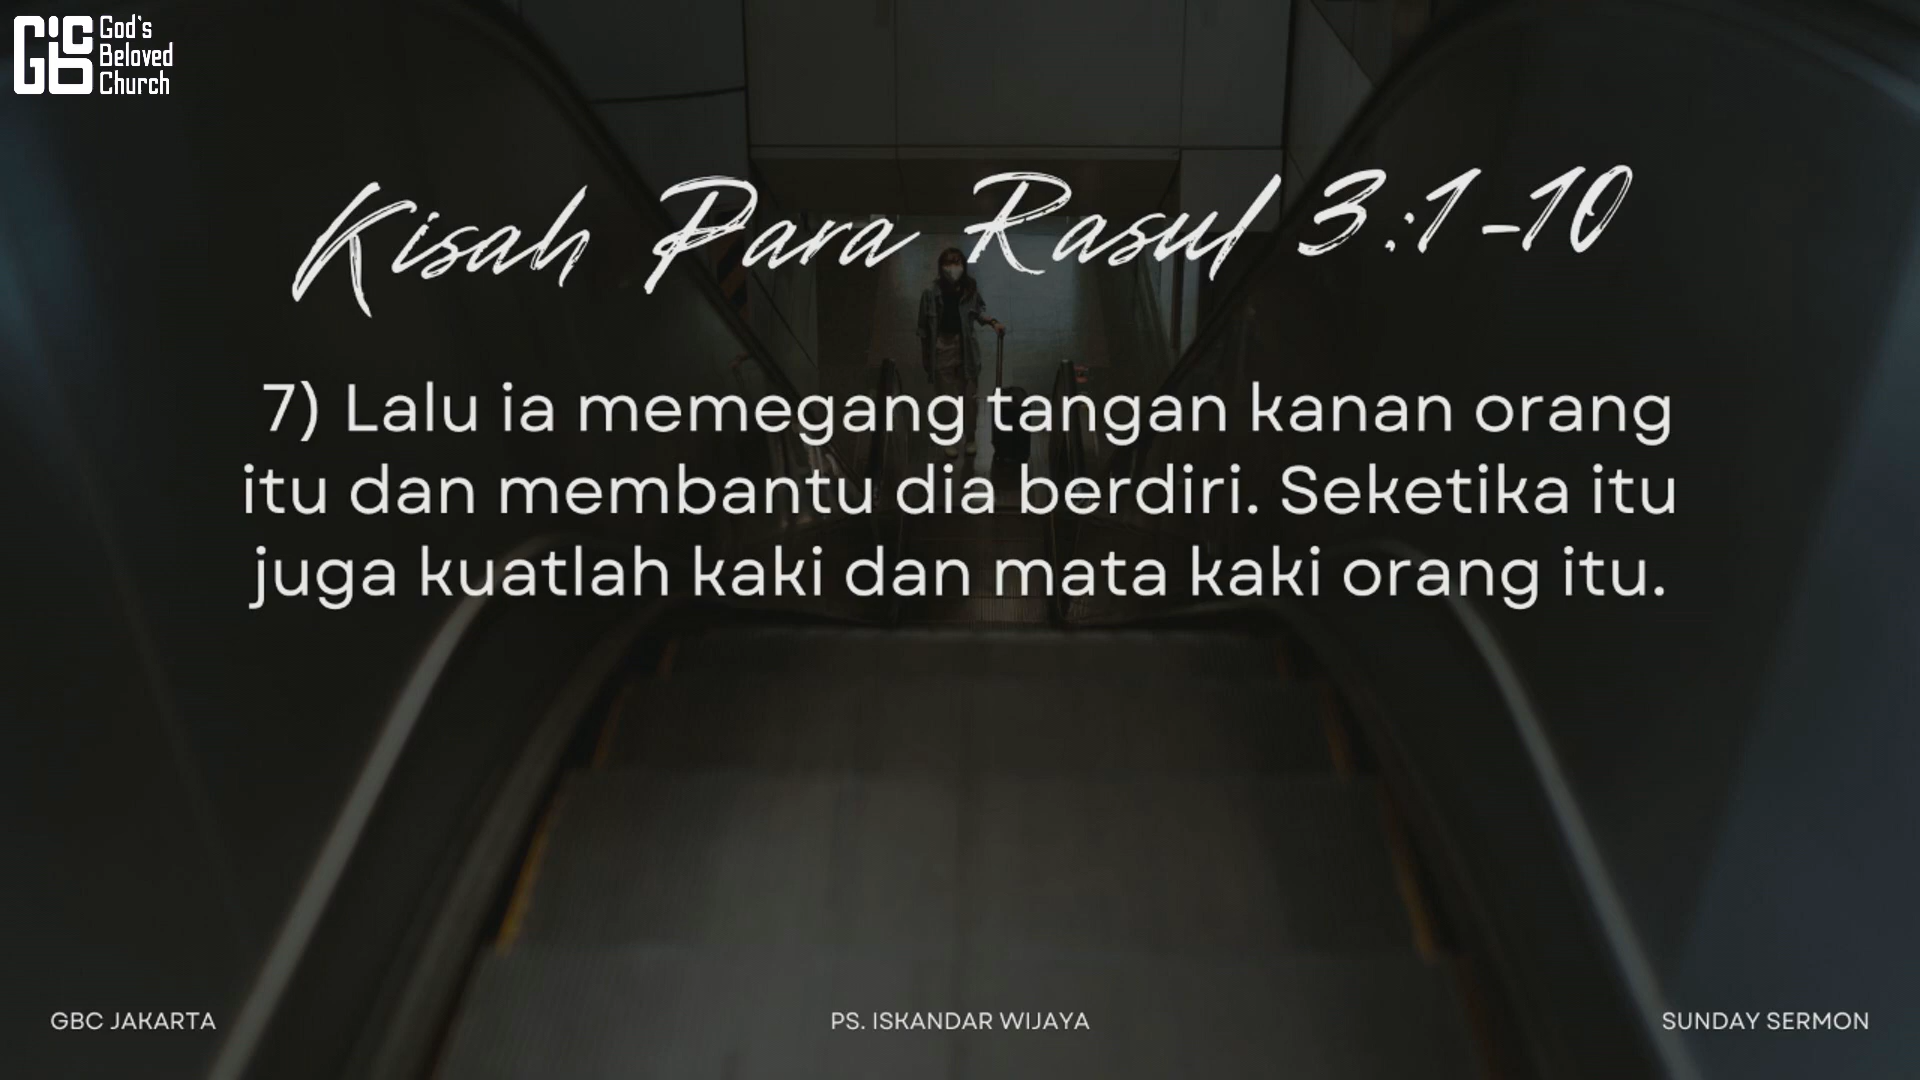 God's
Beloved
Church
Kisah Para Rasul 3:1-10
7) Lalu ia memegang tangan kanan orang
itu dan membantu dia berdiri. Seketika itu
juga kuatlah kaki dan mata kaki orang itu.
GBC JAKARTA
PS. ISKANDAR WIJAYA
SUNDAY SERMON